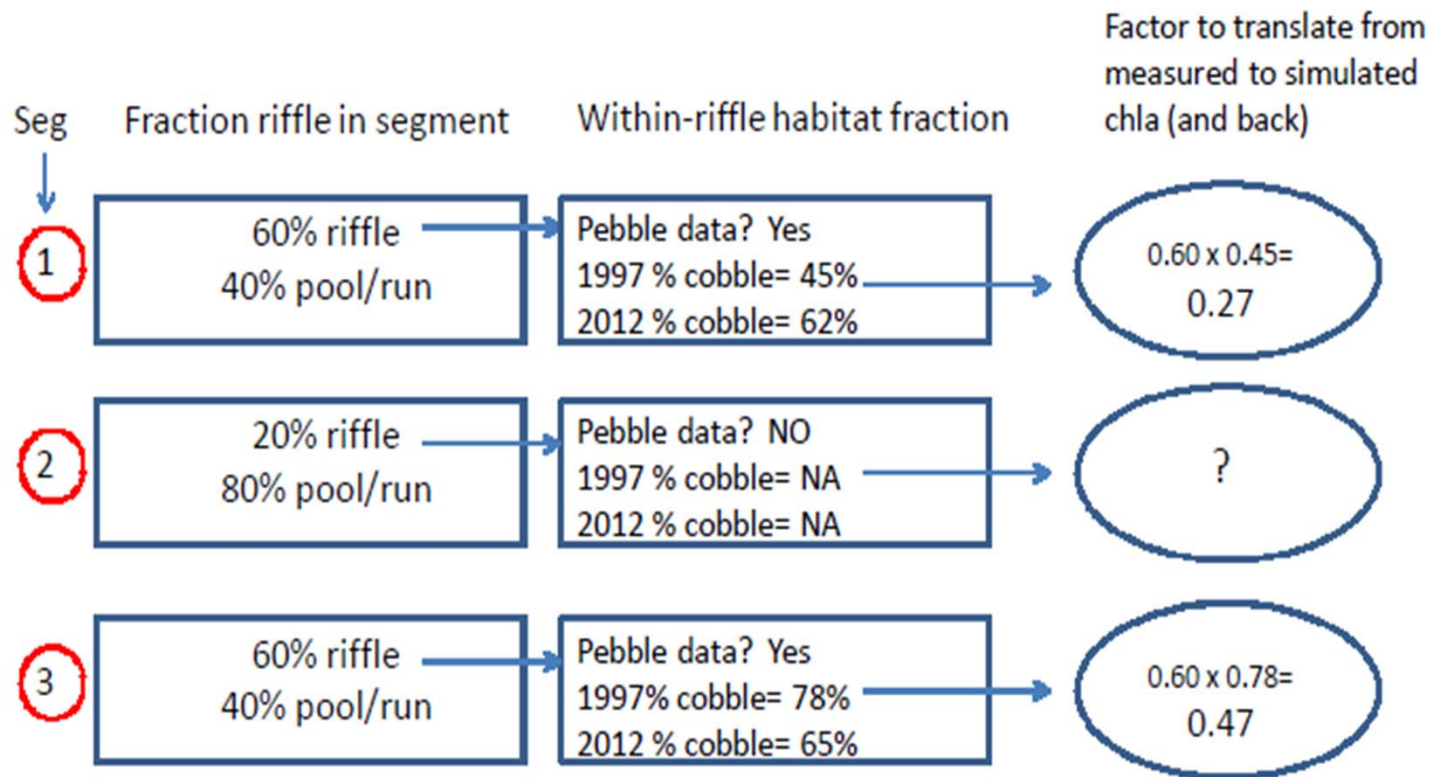 Factor to translate from
measured to simulated
chla (and back)
Seg
Fraction riffle in segment
Within-riffle habitat fraction
1
60% riffle
40% pool/run
Pebble data? Yes
1997 % cobble= 45%
2012 % cobble= 62%
0.60 x 0.45=
0.27
2
20% riffle
80% pool/run
Pebble data? NO
1997 % cobble= NA
2012 % cobble= NA
?
3
60% riffle
40% pool/run
Pebble data? Yes
1997% cobble= 78%
2012 % cobble= 65%
0.60 x 0.78=
0.47